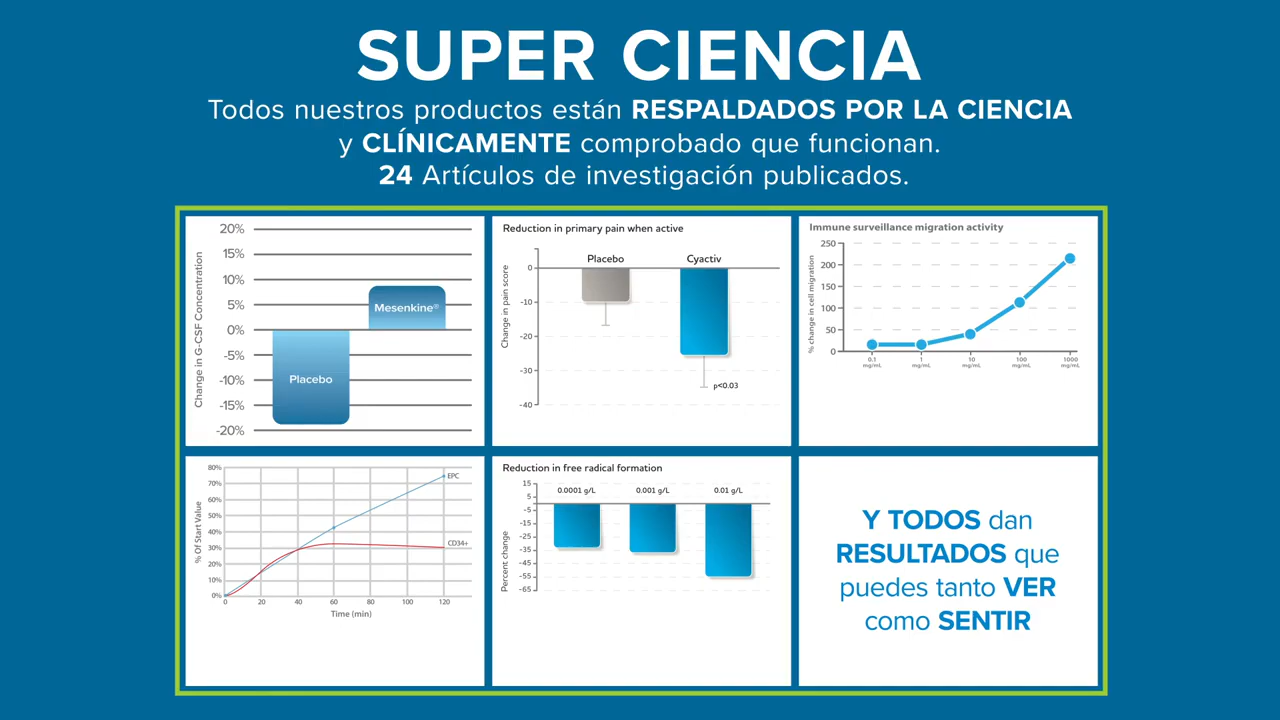 SUPER CIENCIA
Todos nuestros productos están RESPALDADOS POR LA CIENCIA
y CLÍNICAMENTE comprobado que funcionan.
24 Artículos de investigación publicados.
Change in G-CSF Concentration
20%
15%
10%
5%
0%
-5%
-10%
-15%
-20%
Mesenkine
Placebo
Reduction in primary pain when active
Placebo
Cyactiv
Change in pain score
0
-10
-20
-30
-40
p<0.03
Immune surveillance migration activity
% change in cell migration
250
200
150
100
50
0
0.1 1 10 100 1000
mg/mL mg/mL mg/mL mg/mL mg/mL
% Of Start Value
80%
70%
60%
50%
40%
30%
20%
10%
0%
EPC
CD34+
0 20 40 60 80 100 120
Time (min)
Reduction in free radical formation
Percent change
15
5
-5
-15
-25
-35
-45
-55
-65
0.0001 g/L 0.001 g/L 0.01 g/L
Y TODOS dan
RESULTADOS que
puedes tanto VER
como SENTIR